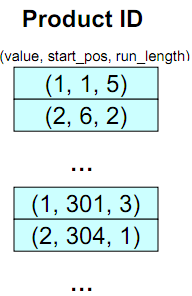 Product ID
(value, start_pos, run_length)
(1, 1, 5)
(2, 6, 2)
...
(1, 301, 3)
(2, 304, 1)
...